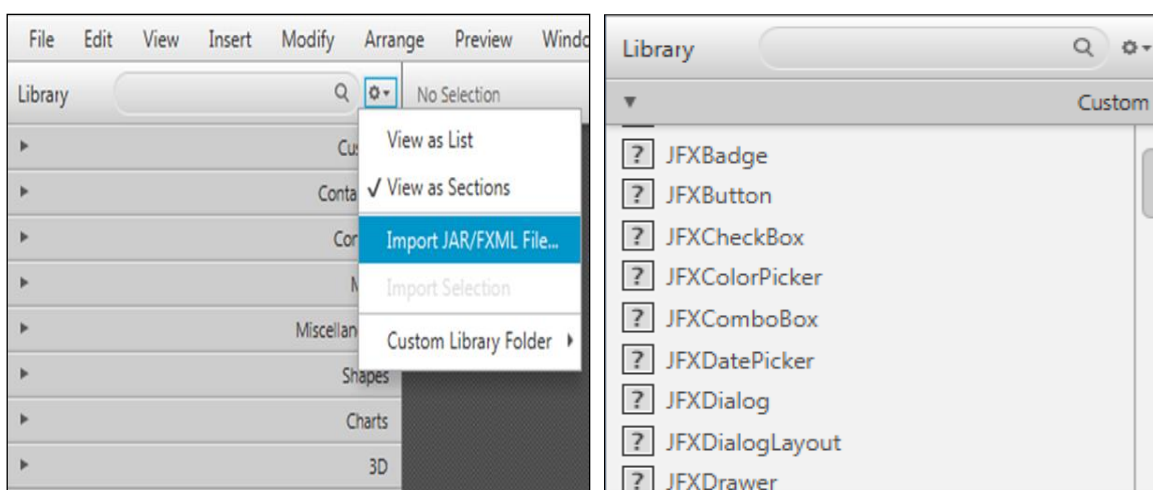 File Edit View Insert Modify Arrange Preview
Library
No Selection
View as List
View as Sections
Import JAR/FXML File...
Import Selection
Custom Library Folder
Shapes
Charts
3D
Library
Custom
JFXBadge
JFXButton
JFXCheckBox
JFXColorPicker
JFXComboBox
JFXDatePicker
JFXDialog
JFXDialogLayout
JFXDrawer